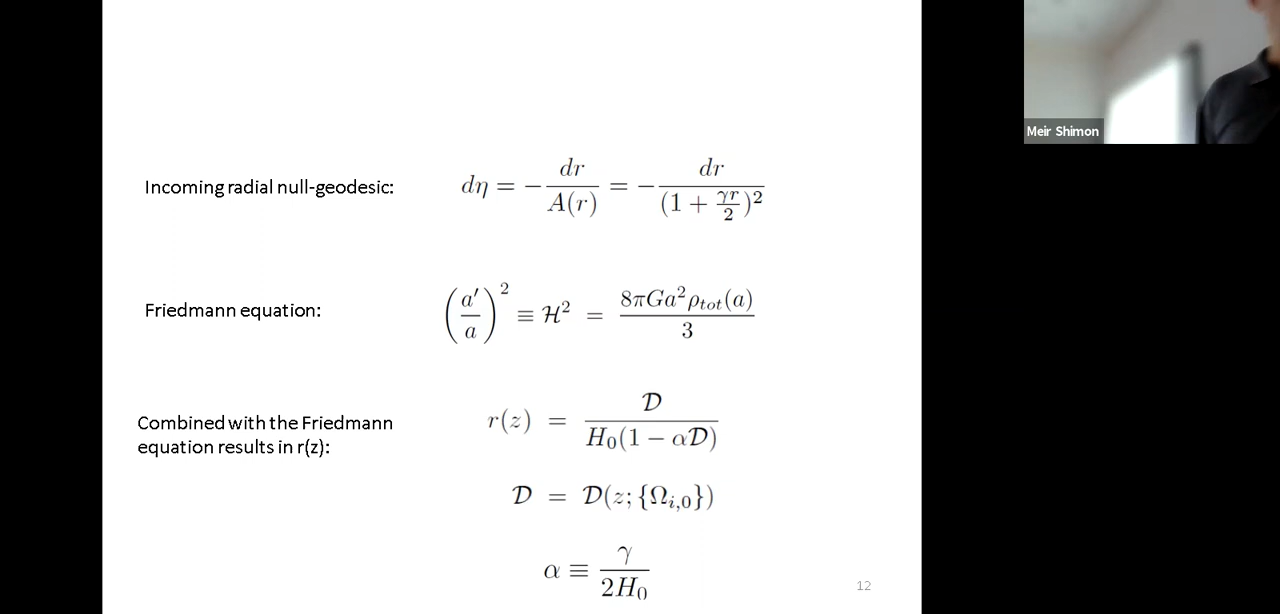 Meir Shimon
Incoming radial null-geodesic: dη = −dr/A(r) = −dr/(1 + γr/2)²
Friedmann equation: (a′/a)² ≡ ℋ² = 8πGa²ρ_tot(a)/3
Combined with the Friedmann
equation results in r(z): r(z) = 𝒟/H₀(1 − α𝒟)
𝒟 = 𝒟(z; {Ω_i,0})
α ≡ γ/2H₀
12